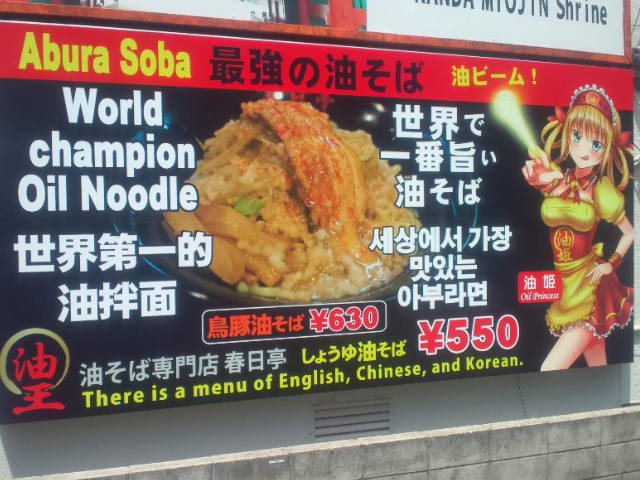 KANDA MYOJIN Shrine
Abura Soba 最強の油そば 油ビーム！
World
champion
Oil Noodle
世界第一的
油拌面
世界で
一番旨い
油そば
세상에서 가장
맛있는
아부라면
油姫
油姫
Oil Princess
鳥豚油そば ¥630
しょうゆ油そば ¥550
油王
油そば専門店 春日亭
There is a menu of English, Chinese, and Korean.